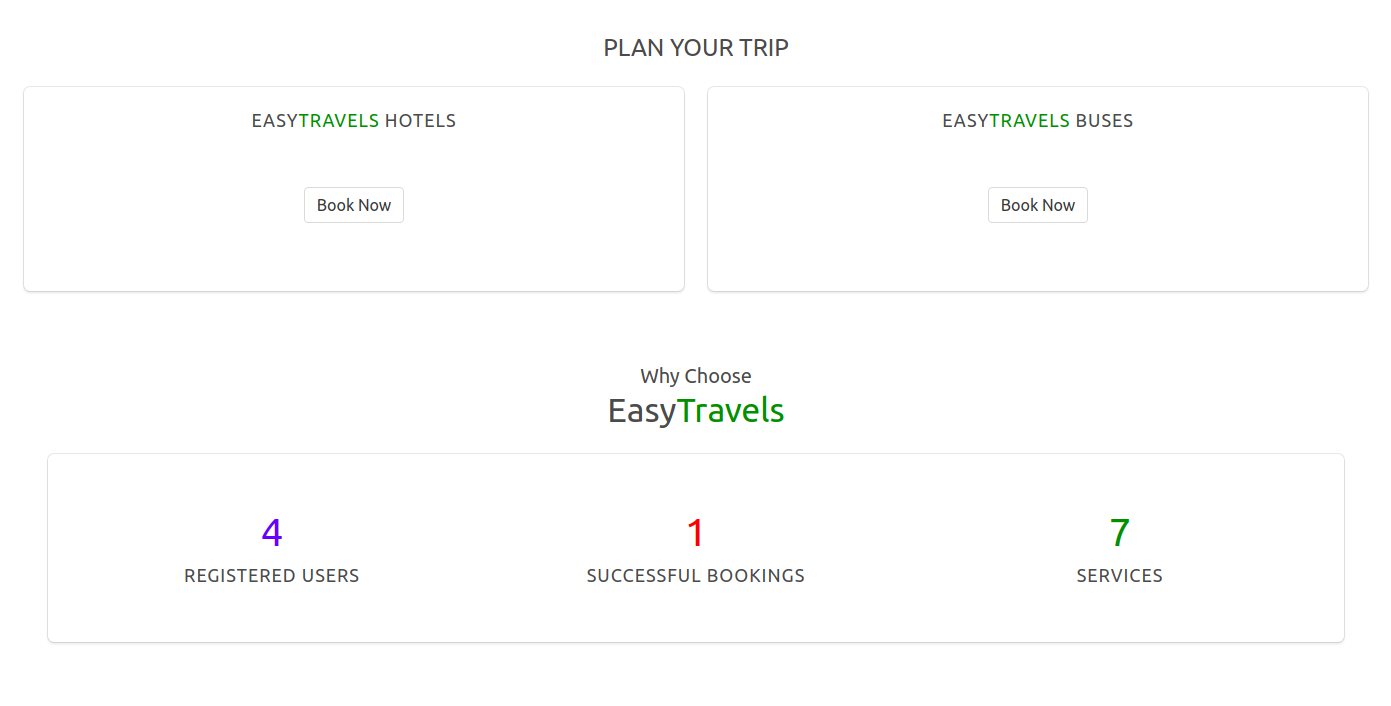 PLAN YOUR TRIP
EASYTRAVELS HOTELS
Book Now
EASYTRAVELS BUSES
Book Now
Why Choose
EasyTravels
4
REGISTERED USERS
1
SUCCESSFUL BOOKINGS
7
SERVICES